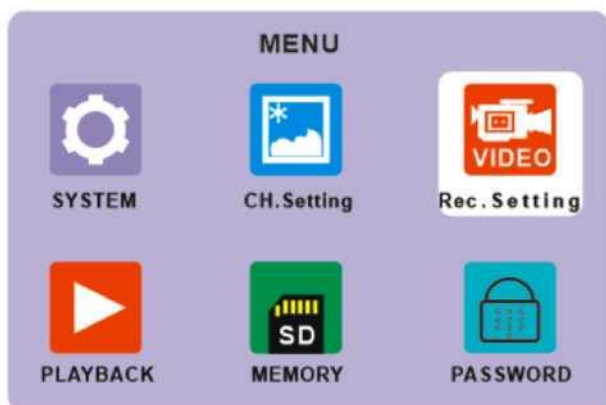 MENU
VIDEO
SYSTEM
CH.Setting
Rec.Setting
SD
PLAYBACK
MEMORY
PASSWORD